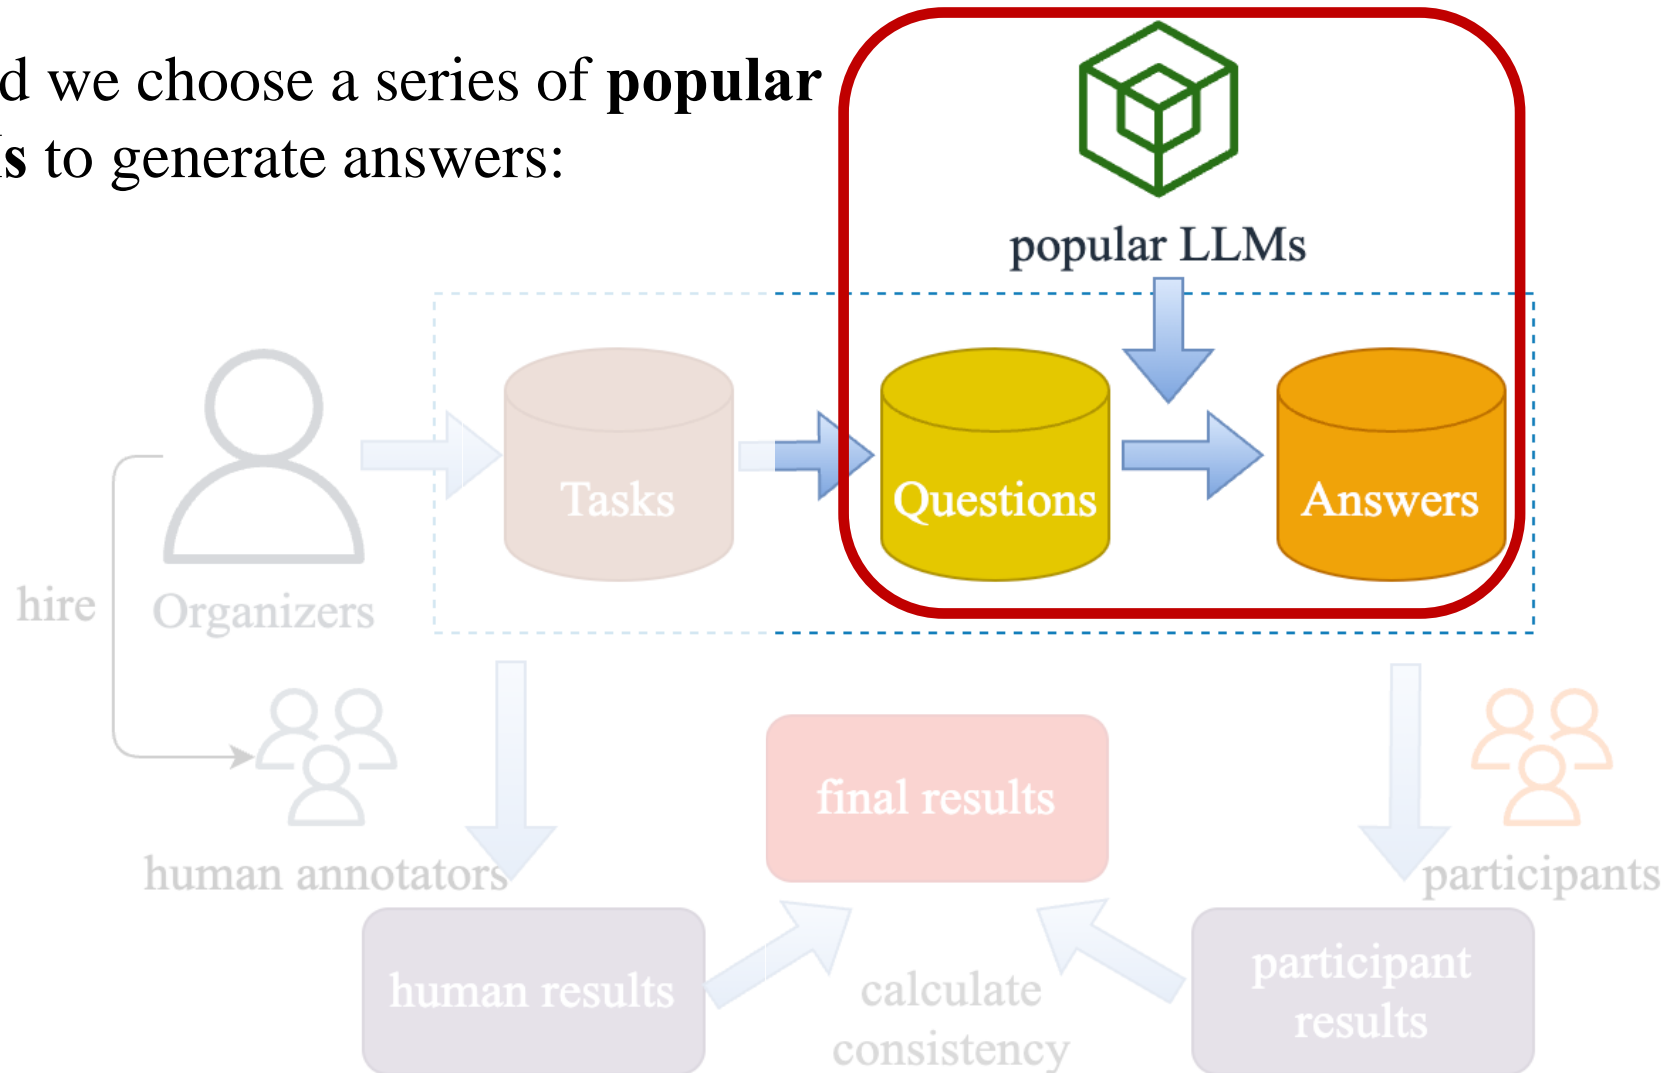 we choose a series of popular
to generate answers:
popular LLMs
Tasks
Questions
Answers
hire
Organizers
human annotators
final results
participants
human results
calculate
consistency
participant
results